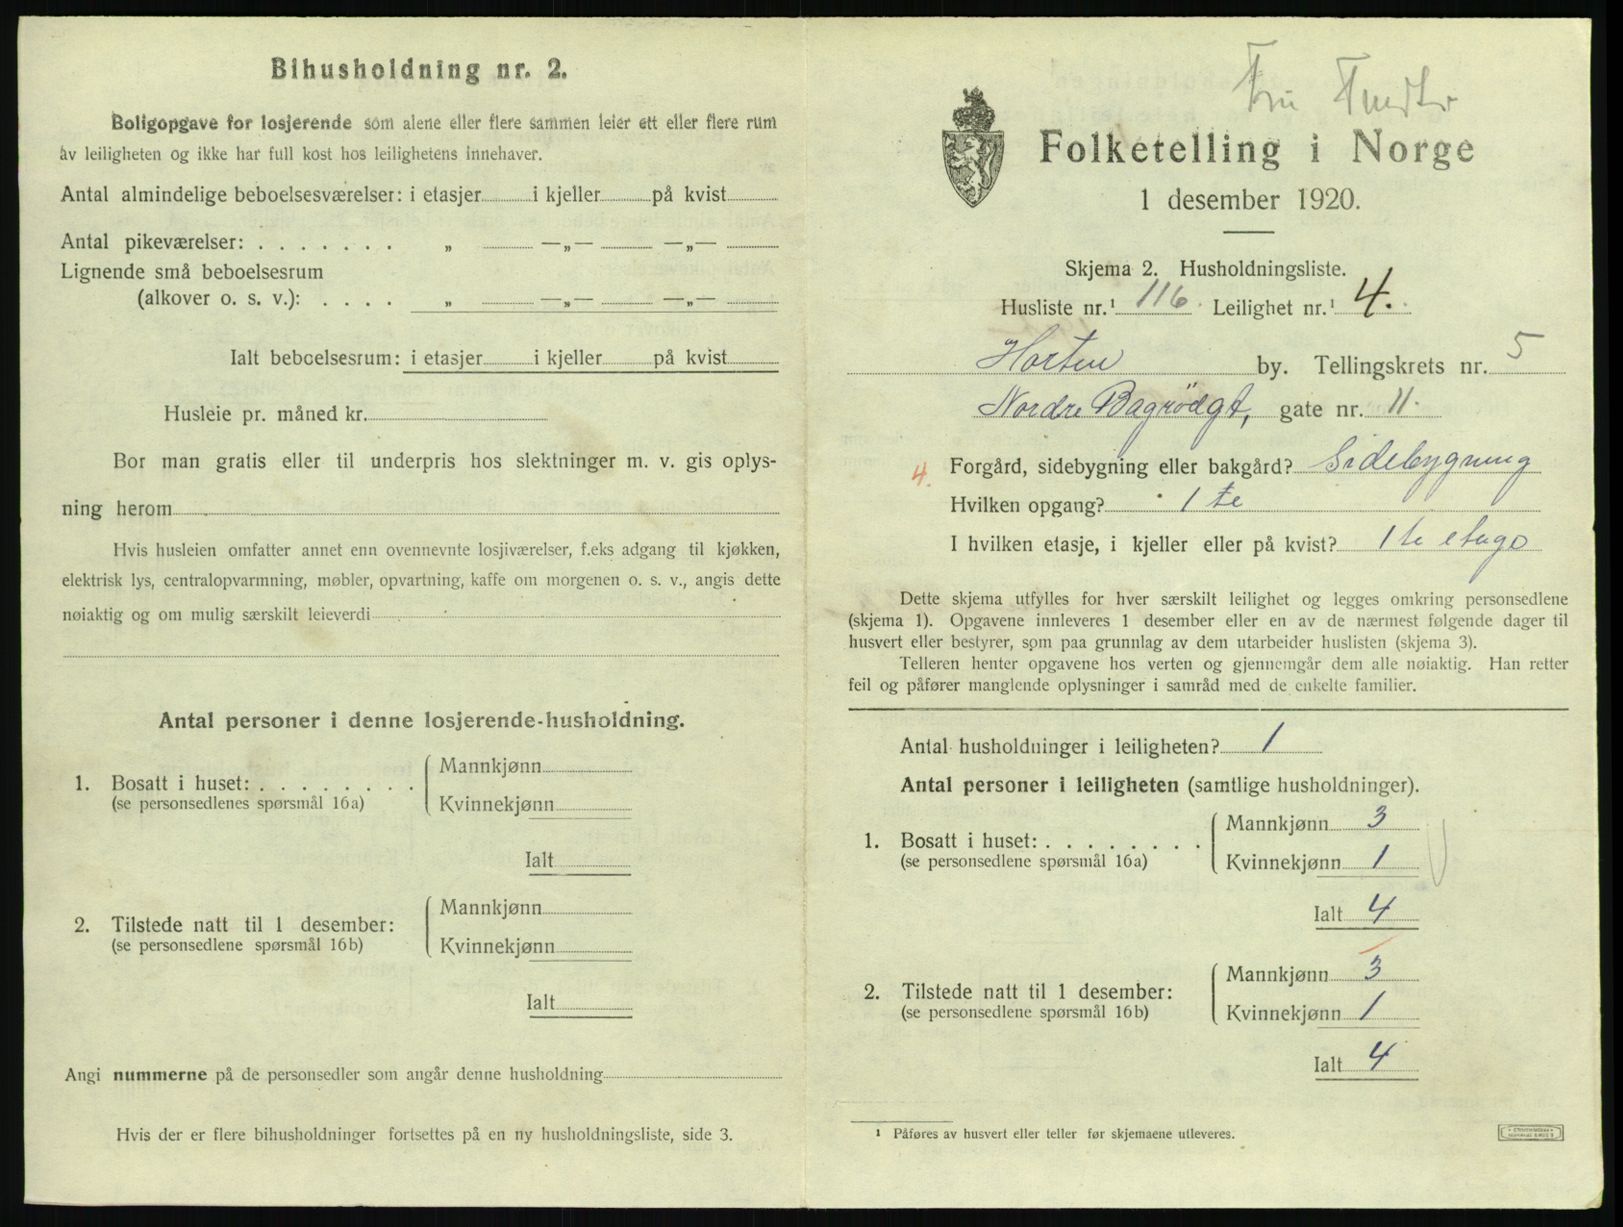 Bihusholdning nr. 2.
Boligopgave for losjerende som alene eller flere sammen leier ett eller flere rum
av leiligheten og ikke har full kost hos leilighetens innehaver.
Antal almindelige beboelsesværelser: i etasjer i kjeller på kvist
Antal pikeværelser: . . . . . . . „ —„— —„—
Lignende små beboelsesrum
(alkover o. s. v.): . . . . „ —„— —„—
Ialt beboelsesrum: i etasjer i kjeller på kvist
Husleie pr. måned kr.
Bor man gratis eller til underpris hos slektninger m. v. gis oplys-
ning herom
Hvis husleien omfatter annet enn ovennevnte losjiværelser, f.eks adgang til kjøkken,
elektrisk lys, centralopvarmning, møbler, opvartning, kaffe om morgenen o. s. v., angis dette
nøiaktig og om mulig særskilt leieverdi
Antal personer i denne losjerende-husholdning.
1. Bosatt i huset: . . . . . . . .
(se personsedlenes spørsmål 16a)
Mannkjønn
Kvinnekjønn
Ialt
2. Tilstede natt til 1 desember:
(se personsedlene spørsmål 16b)
Mannkjønn
Kvinnekjønn
Ialt
Angi nummerne på de personsedler som angår denne husholdning
Hvis der er flere bihusholdninger fortsettes på en ny husholdningsliste, side 3.
Fru
Folketelling i Norge
1 desember 1920.
Skjema 2. Husholdningsliste.
Husliste nr.¹ 116. Leilighet nr.¹ 4.
Horten by. Tellingskrets nr. 5
Nordre Bagrödgt, gate nr. 11.
4. Forgård, sidebygning eller bakgård? Sidebygning
Hvilken opgang? 1 te
I hvilken etasje, i kjeller eller på kvist? 1 te etage
Dette skjema utfylles for hver særskilt leilighet og legges omkring personsedlene
(skjema 1). Opgavene innleveres 1 desember eller en av de nærmest følgende dager til
husvert eller bestyrer, som paa grunnlag av dem utarbeider huslisten (skjema 3).
Telleren henter opgavene hos verten og gjennemgår dem alle nøiaktig. Han retter
feil og påfører manglende oplysninger i samråd med de enkelte familier.
Antal husholdninger i leiligheten? 1
Antal personer i leiligheten (samtlige husholdninger).
1. Bosatt i huset: . . . . . . . .
(se personsedlene spørsmål 16a)
Mannkjønn 3
Kvinnekjønn 1
Ialt 4
2. Tilstede natt til 1 desember:
(se personsedlene spørsmål 16b)
Mannkjønn 3
Kvinnekjønn 1
Ialt 4
¹ Påføres av husvert eller teller før skjemaene utleveres.